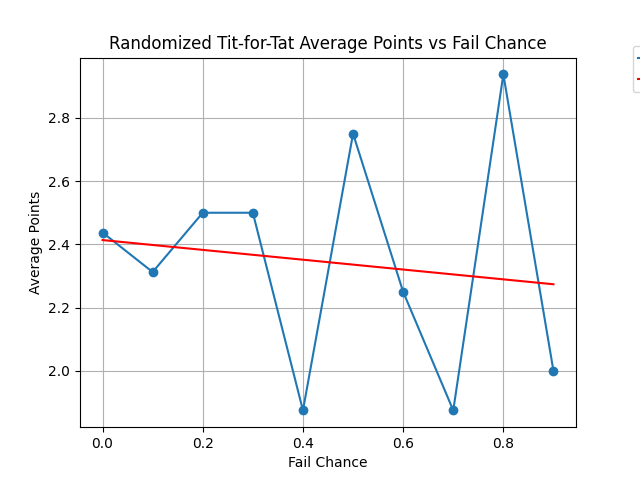 Randomized Tit-for-Tat Average Points vs Fail Chance
Average Points
2.8
2.6
2.4
2.2
2.0
0.0 0.2 0.4 0.6 0.8
Fail Chance